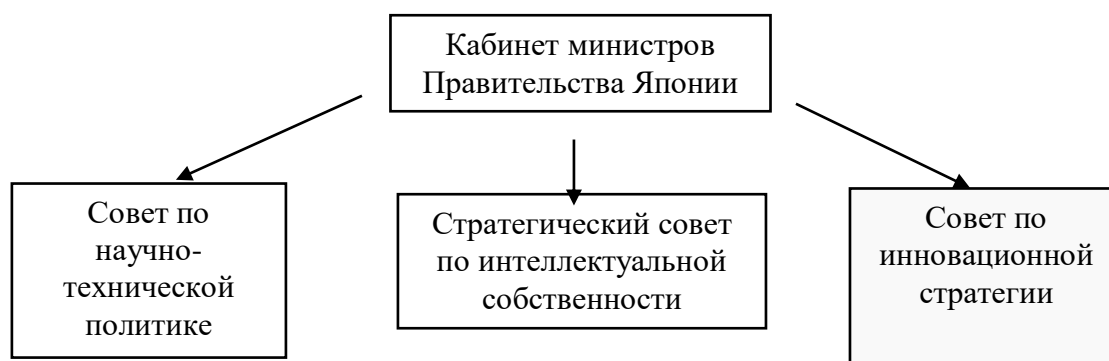 Кабинет министров
Правительства Японии
Совет по
научно-
технической
политике
Стратегический совет
по интеллектуальной
собственности
Совет по
инновационной
стратегии